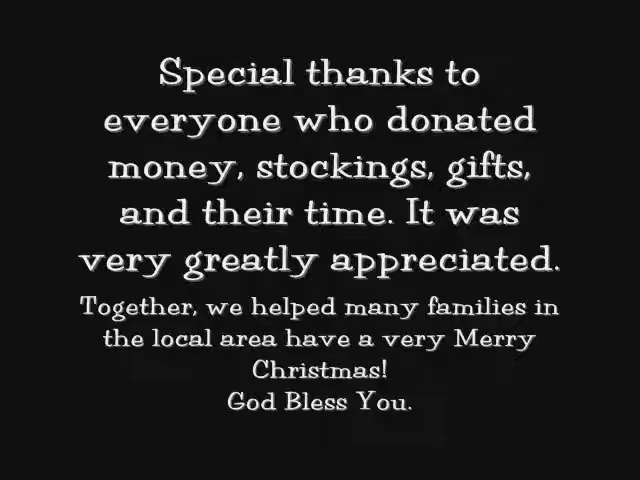 Special thanks to
everyone who donated
money, stockings, gifts,
and their time. It was
very greatly appreciated.
Together, we helped many families in
the local area have a very Merry
Christmas!
God Bless You.